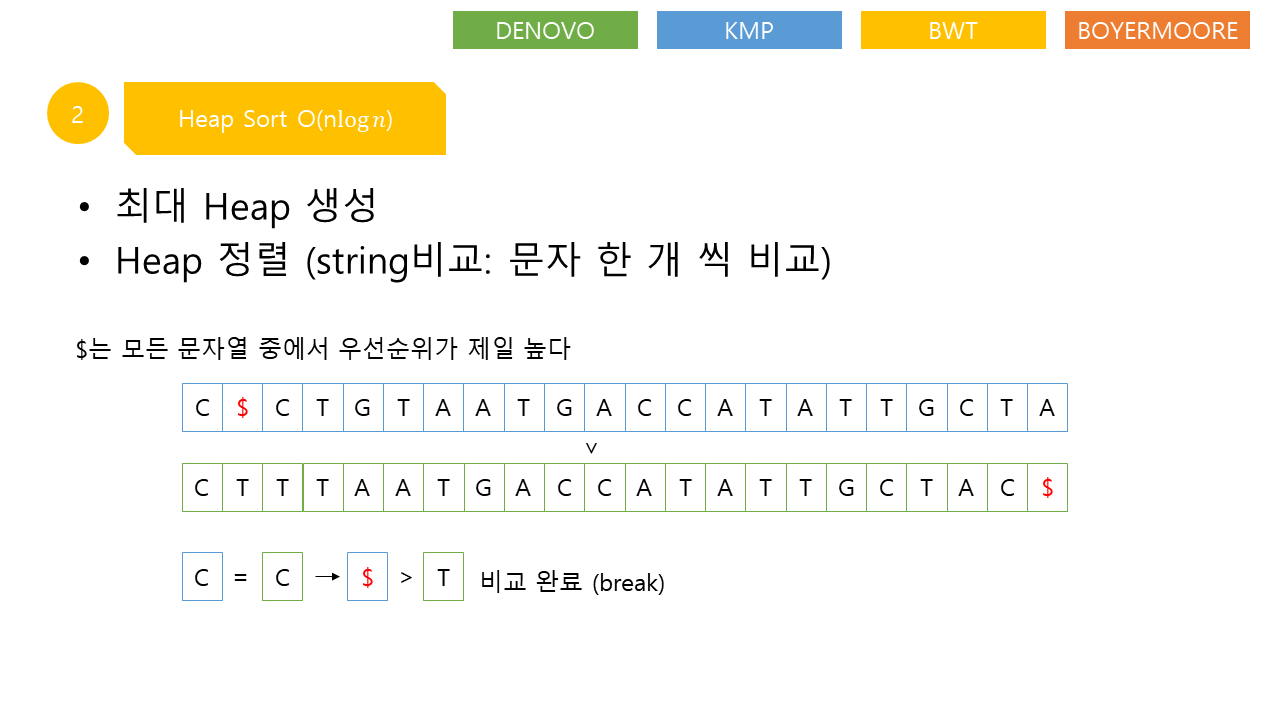 DENOVO KMP BWT BOYERMOORE
2 Heap Sort O(nlog n)
• 최대 Heap 생성
• Heap 정렬 (string비교: 문자 한 개 씩 비교)
$는 모든 문자열 중에서 우선순위가 제일 높다
C $ C T G T A A T G A C C A T A T T G C T A
>
C T T T A A T G A C C A T A T T G C T A C $
C = C → $ > T 비교 완료 (break)